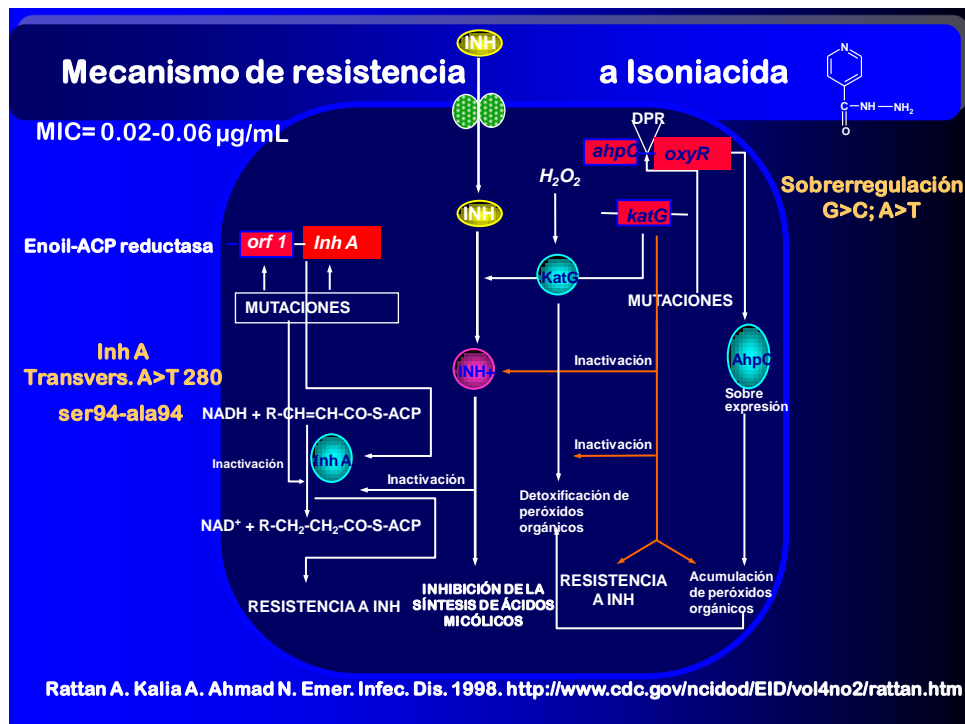 INH
Mecanismo de resistencia a Isoniacida
N
C
NH
NH2
O
MIC= 0.02-0.06 µg/mL
DPR
ahpC
oxyR
H2O2
Sobrerregulación
G>C; A>T
INH
katG
Enoil-ACP reductasa
orf 1
Inh A
KatG
MUTACIONES
MUTACIONES
Inh A
Transvers. A>T 280
ser94-ala94
INH+
Inactivación
AhpC
Sobre
expresión
NADH + R-CH=CH-CO-S-ACP
Inh A
Inactivación
Inactivación
Inactivación
Detoxificación de
peróxidos
orgánicos
NAD+ + R-CH2-CH2-CO-S-ACP
RESISTENCIA A INH
INHIBICIÓN DE LA
SÍNTESIS DE ÁCIDOS
MICÓLICOS
RESISTENCIA
A INH
Acumulación
de peróxidos
orgánicos
Rattan A. Kalia A. Ahmad N. Emer. Infec. Dis. 1998. http://www.cdc.gov/ncidod/EID/vol4no2/rattan.htm